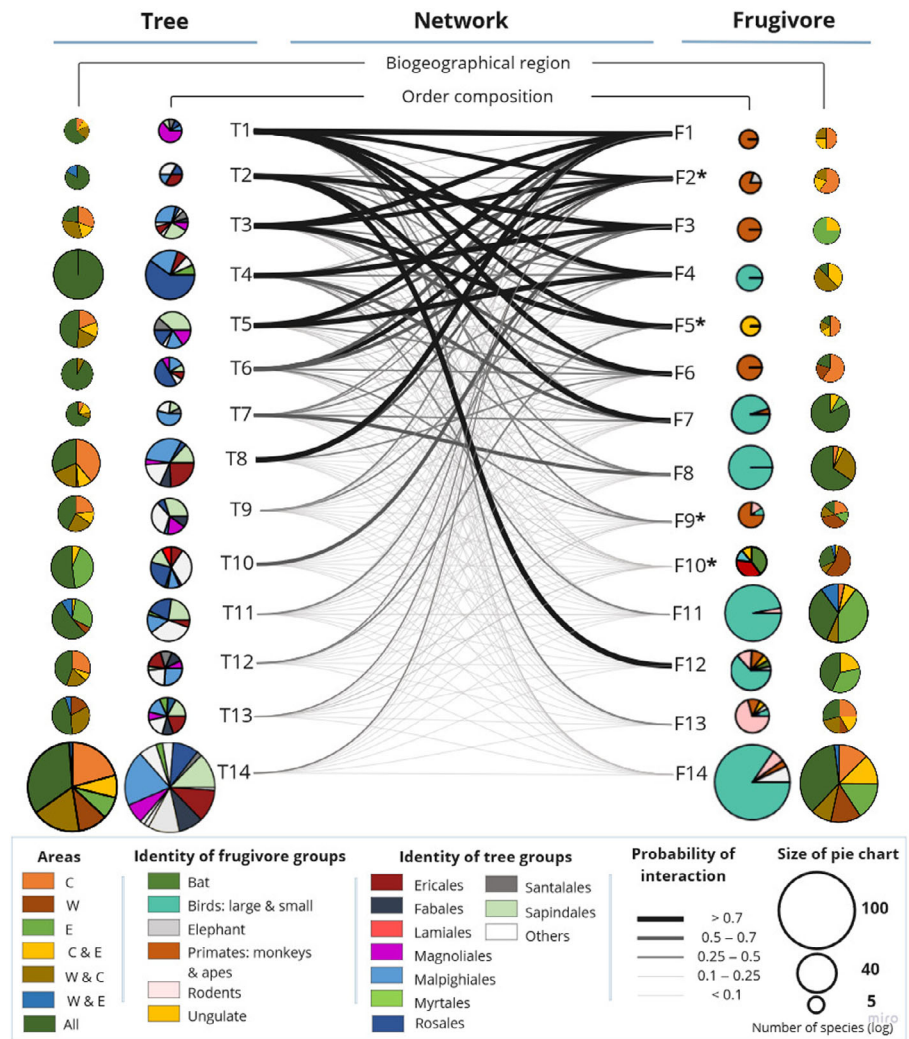 Tree
Network
Frugivore
Biogeographical region
Order composition
T1
T2
T3
T4
T5
T6
T7
T8
T9
T10
T11
T12
T13
T14
F1
F2*
F3
F4
F5*
F6
F7
F8
F9*
F10*
F11
F12
F13
F14
Areas
C
W
E
C & E
W & C
W & E
All
Identity of frugivore groups
Bat
Birds: large & small
Elephant
Primates: monkeys
& apes
Rodents
Ungulate
Identity of tree groups
Ericales
Fabales
Lamiales
Magnoliales
Malpighiales
Myrtales
Rosales
Santalales
Sapindales
Others
Probability of
interaction
> 0.7
0.5 – 0.7
0.25 – 0.5
0.1 – 0.25
< 0.1
Size of pie chart
100
40
5
miro
Number of species (log)